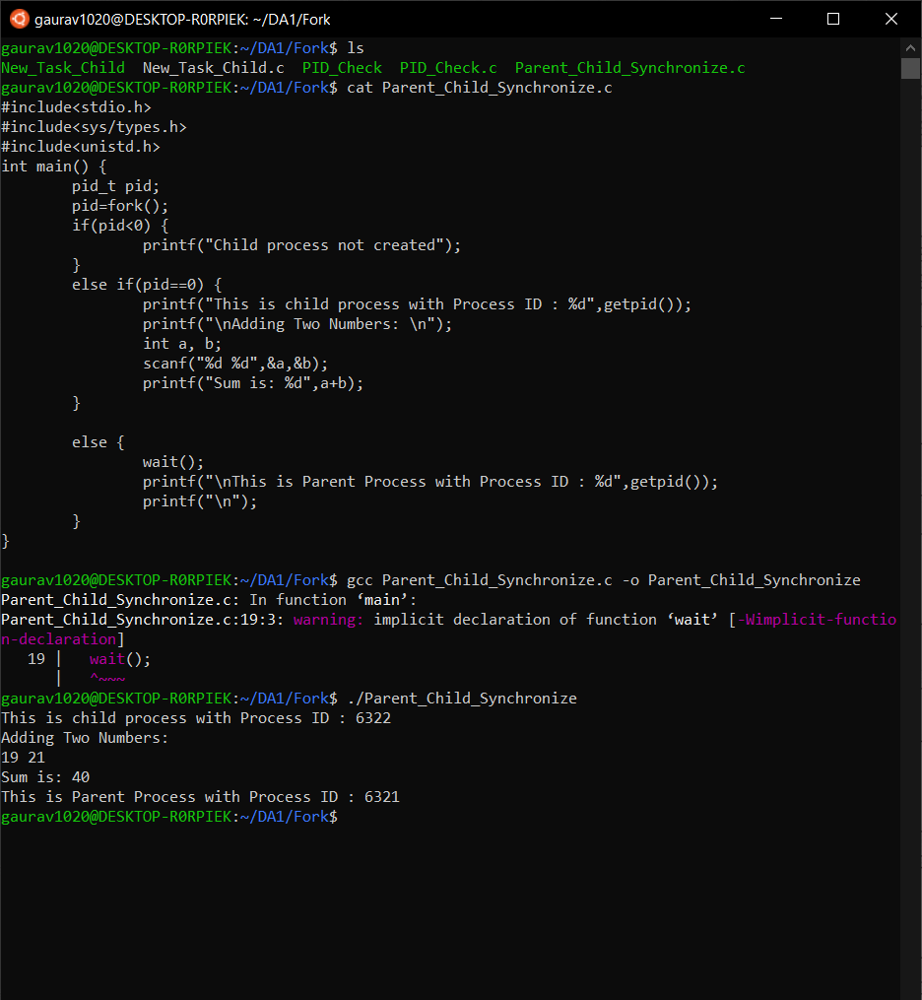 gaurav1020@DESKTOP-R0RPIEK: ~/DA1/Fork
gaurav1020@DESKTOP-R0RPIEK:~/DA1/Fork$ ls
New_Task_Child  New_Task_Child.c  PID_Check  PID_Check.c  Parent_Child_Synchronize.c
gaurav1020@DESKTOP-R0RPIEK:~/DA1/Fork$ cat Parent_Child_Synchronize.c
#include<stdio.h>
#include<sys/types.h>
#include<unistd.h>
int main() {
        pid_t pid;
        pid=fork();
        if(pid<0) {
                printf("Child process not created");
        }
        else if(pid==0) {
                printf("This is child process with Process ID : %d",getpid());
                printf("\nAdding Two Numbers: \n");
                int a, b;
                scanf("%d %d",&a,&b);
                printf("Sum is: %d",a+b);
        }

        else {
                wait();
                printf("\nThis is Parent Process with Process ID : %d",getpid());
                printf("\n");
        }
}

gaurav1020@DESKTOP-R0RPIEK:~/DA1/Fork$ gcc Parent_Child_Synchronize.c -o Parent_Child_Synchronize
Parent_Child_Synchronize.c: In function ‘main’:
Parent_Child_Synchronize.c:19:3: warning: implicit declaration of function ‘wait’ [-Wimplicit-functio
n-declaration]
   19 |   wait();
      |   ^~~~
gaurav1020@DESKTOP-R0RPIEK:~/DA1/Fork$ ./Parent_Child_Synchronize
This is child process with Process ID : 6322
Adding Two Numbers:
19 21
Sum is: 40
This is Parent Process with Process ID : 6321
gaurav1020@DESKTOP-R0RPIEK:~/DA1/Fork$